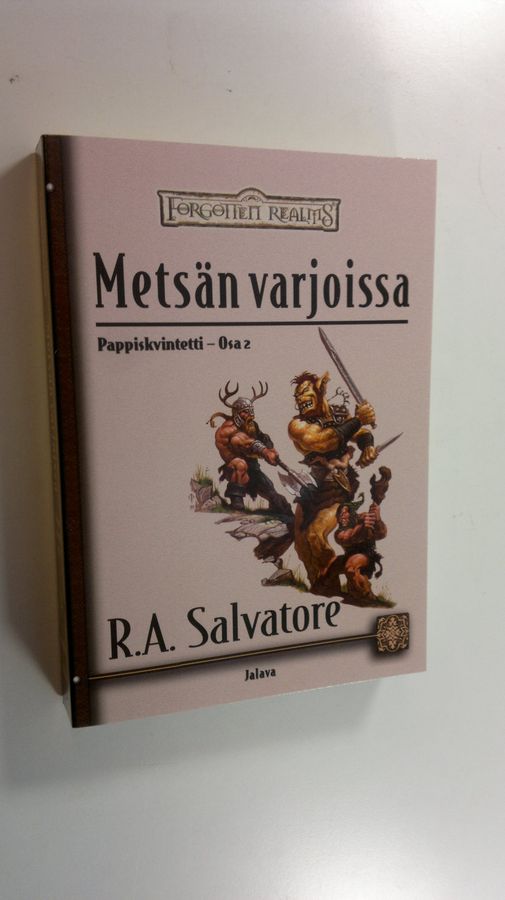 FORGOTTEN REALMS
Metsän varjoissa
Pappiskvintetti – Osa 2
R.A. Salvatore
Jalava